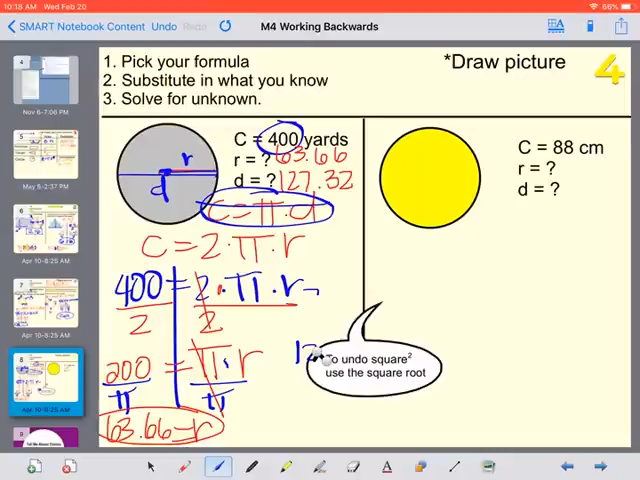 10:18 AM Wed Feb 20
66%
SMART Notebook Content Undo Redo
M4 Working Backwards
1. Pick your formula
2. Substitute in what you know
3. Solve for unknown.
*Draw picture
4
C = 400 yards
r = ? 63.66
d = ? 127.32
r
d
C = π · d
C = 2 · π · r
400 = 2 · π · r
2 2
200 = π · r
π π
63.66 = r
C = 88 cm
r = ?
d = ?
To undo square²
use the square root
4
Nov 6-7:06 PM
5
May 6-2:37 PM
6
Apr 10-8:25 AM
7
Apr 10-8:25 AM
8
Apr 10-8:25 AM
9